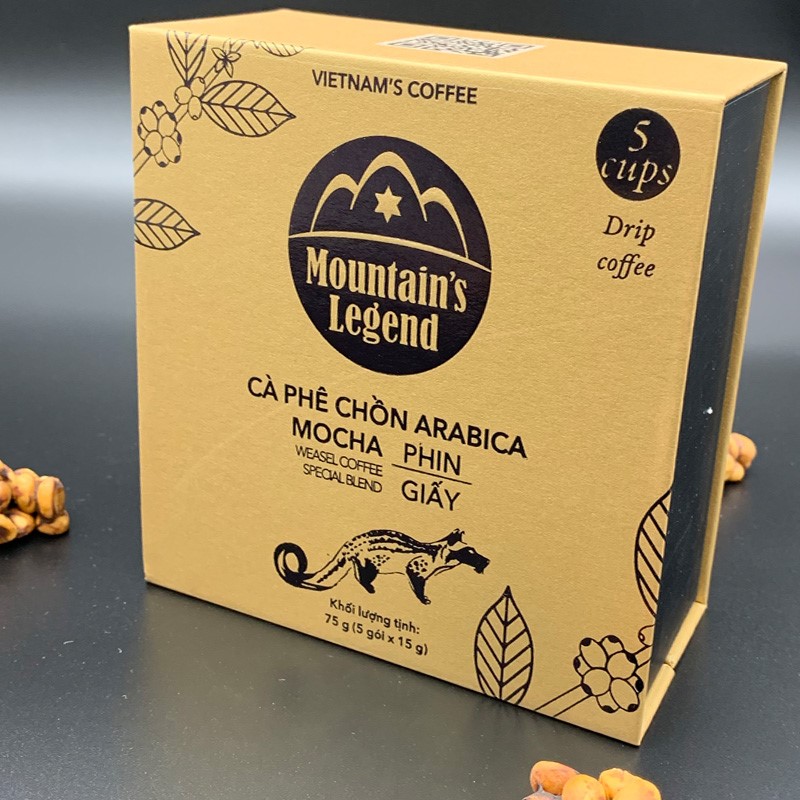 VIETNAM'S COFFEE
5
cups
Drip
coffee
Mountain's
Legend
CÀ PHÊ CHỒN ARABICA
MOCHA
WEASEL COFFEE
SPECIAL BLEND
PHIN
GIẤY
Khối lượng tịnh:
75 g (5 gói x 15 g)